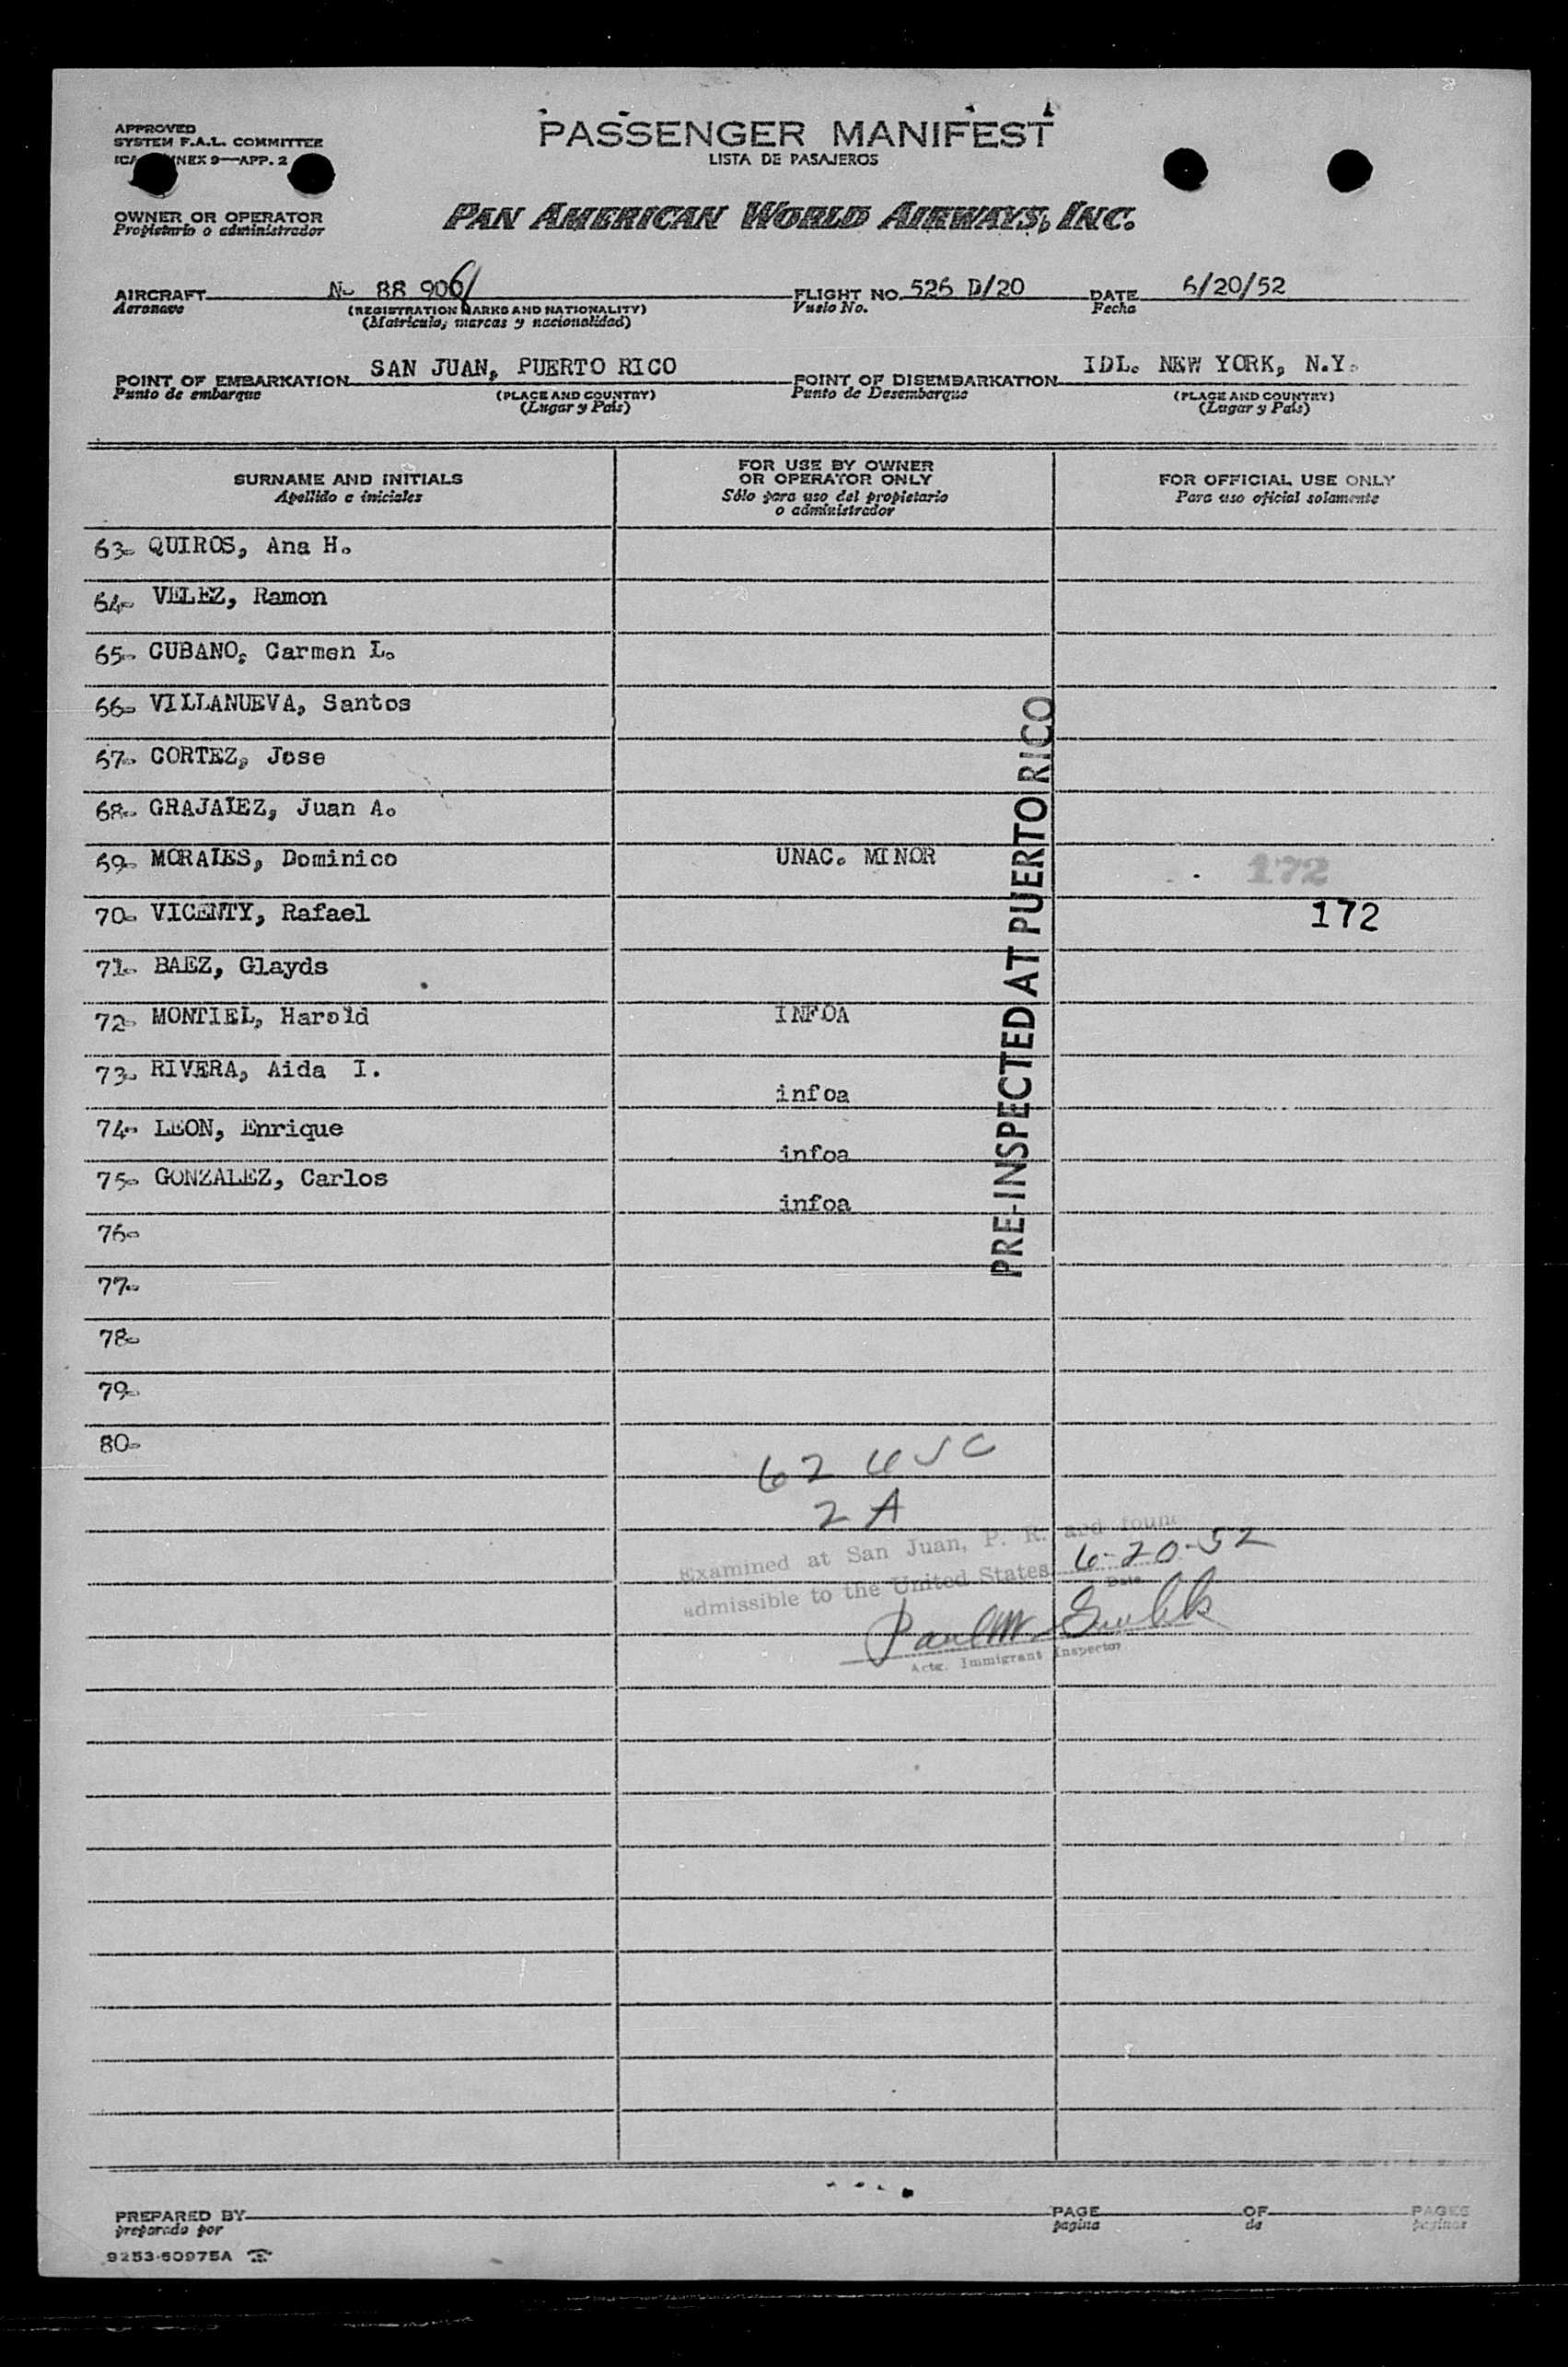 APPROVED
SYSTEM F.A.L. COMMITTEE
NEX 9—APP. 2
PASSENGER MANIFEST
LISTA DE PASAJEROS
OWNER OR OPERATOR
Propietario o administrador
PAN AMERICAN WORLD AIRWAYS, INC.
AIRCRAFT N- 88 906
Aeronave
(REGISTRATION MARKS AND NATIONALITY)
(Matrícula, marcas y nacionalidad)
FLIGHT NO. 526 D/20
Vuelo No.
DATE 6/20/52
Fecha
POINT OF EMBARKATION SAN JUAN, PUERTO RICO
Punto de embarque
(PLACE AND COUNTRY)
(Lugar y País)
POINT OF DISEMBARKATION IDL. NEW YORK, N.Y.
Punto de Desembarque
(PLACE AND COUNTRY)
(Lugar y País)
SURNAME AND INITIALS
Apellido e iniciales
FOR USE BY OWNER
OR OPERATOR ONLY
Sólo para uso del propietario
o administrador
FOR OFFICIAL USE ONLY
Para uso oficial solamente
63- QUIROS, Ana H.
64- VELEZ, Ramon
65- CUBANO, Carmen L.
66- VILLANUEVA, Santos
67- CORTEZ, Jose
68- GRAJALEZ, Juan A.
69- MORALES, Dominico UNAC. MINOR 172
70- VICENTY, Rafael 172
71- BAEZ, Glayds
72- MONTIEL, Harold INFOA
73- RIVERA, Aida I. infoa
74- LEON, Enrique infoa
75- GONZALEZ, Carlos infoa
76-
77-
78-
79-
80-
PRE-INSPECTED AT PUERTO RICO
62 USC
2 A
Examined at San Juan, P. R. and found
admissible to the United States 6-20-52
Date
Paul W.
Actg. Immigrant Inspector
PREPARED BY
preparado por
PAGE OF PAGES
pagina de paginas
9253-60975A